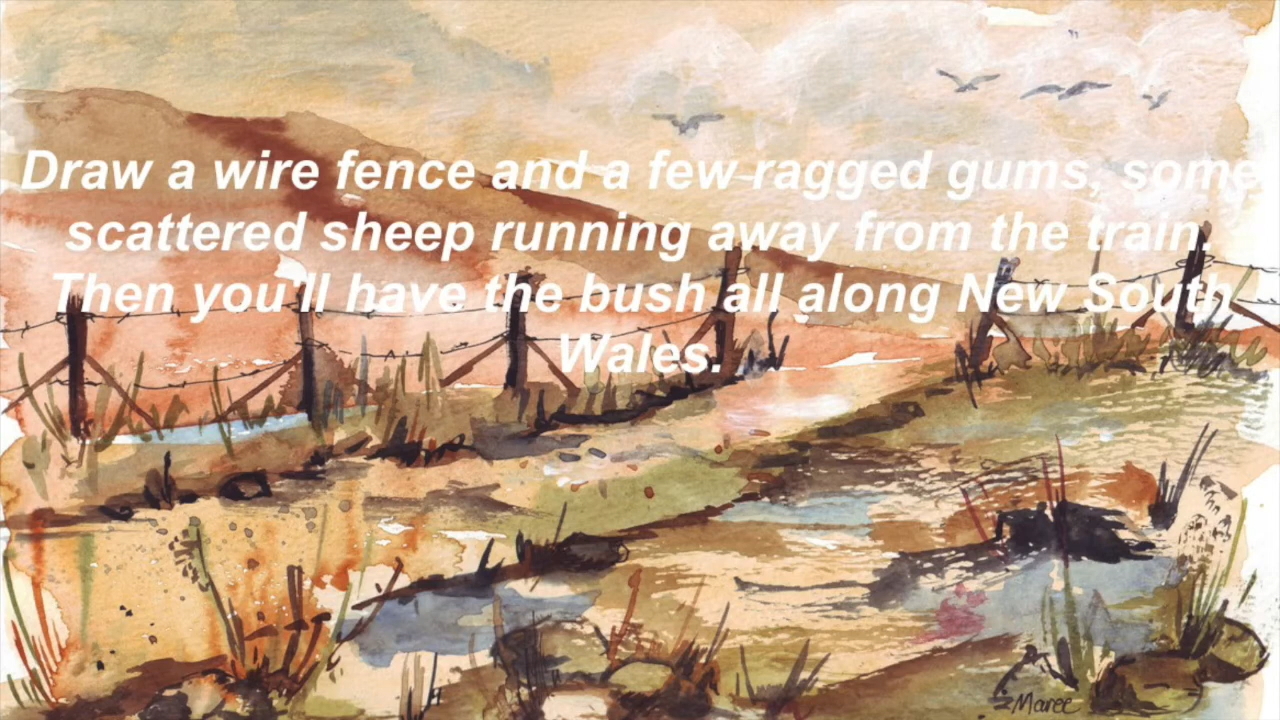 Draw a wire fence and a few ragged gums, some
scattered sheep running away from the train.
Then you'll have the bush all along New South
Wales.
Maree